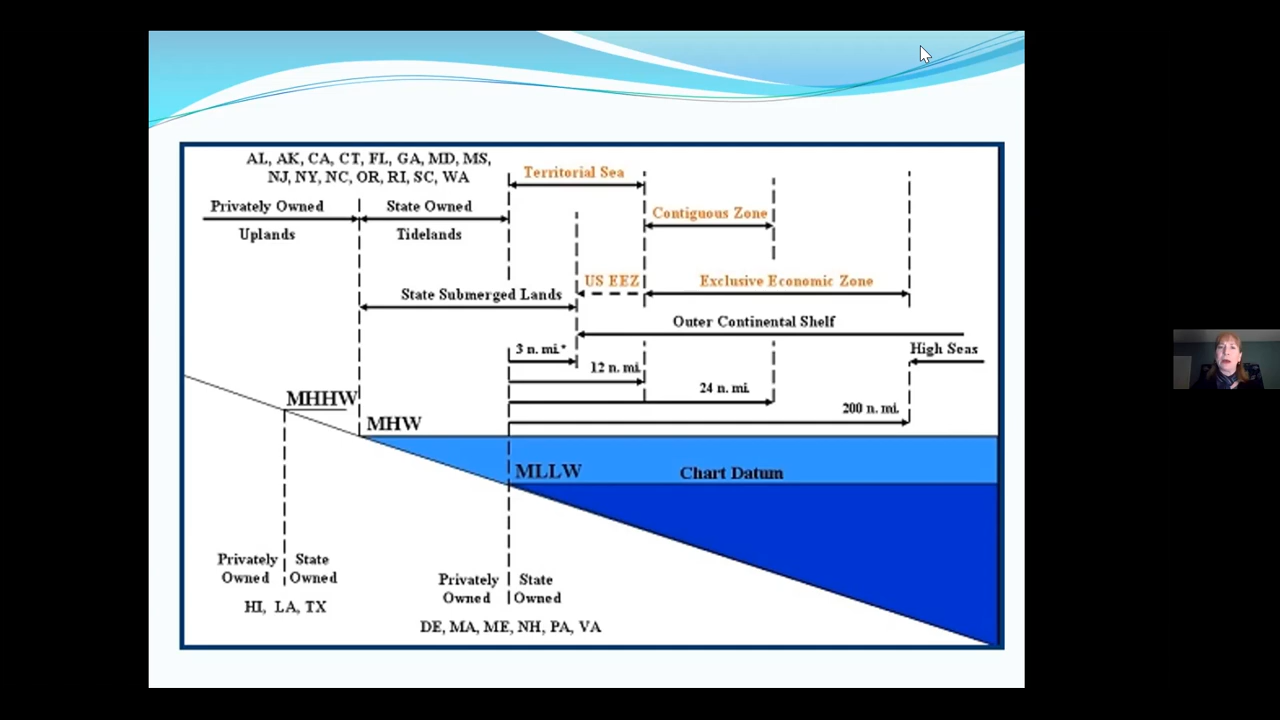 AL, AK, CA, CT, FL, GA, MD, MS,
NJ, NY, NC, OR, RI, SC, WA
Territorial Sea
Privately Owned
State Owned
Contiguous Zone
Uplands
Tidelands
US EEZ
Exclusive Economic Zone
State Submerged Lands
Outer Continental Shelf
3 n. mi.*
High Seas
12 n. mi.
24 n. mi.
200 n. mi.
MHHW
MHW
MLLW
Chart Datum
Privately
Owned
State
Owned
HI, LA, TX
Privately
Owned
State
Owned
DE, MA, ME, NH, PA, VA